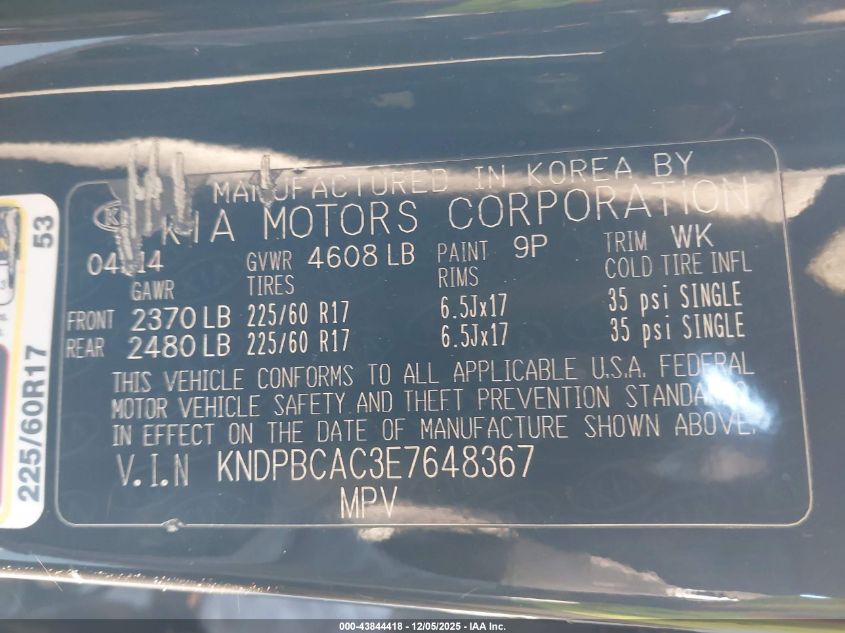 MANUFACTURED IN KOREA BY
KIA MOTORS CORPORATION
04/14 GVWR 4608 LB PAINT 9P TRIM WK
GAWR TIRES RIMS COLD TIRE INFL
FRONT 2370 LB 225/60 R17 6.5Jx17 35 psi SINGLE
REAR 2480 LB 225/60 R17 6.5Jx17 35 psi SINGLE
THIS VEHICLE CONFORMS TO ALL APPLICABLE U.S.A. FEDERAL
MOTOR VEHICLE SAFETY AND THEFT PREVENTION STANDARDS
IN EFFECT ON THE DATE OF MANUFACTURE SHOWN ABOVE.
V.I.N KNDPBCAC3E7648367
MPV
225/60R17 53
000-43844418 - 12/05/2025 - IAA Inc.